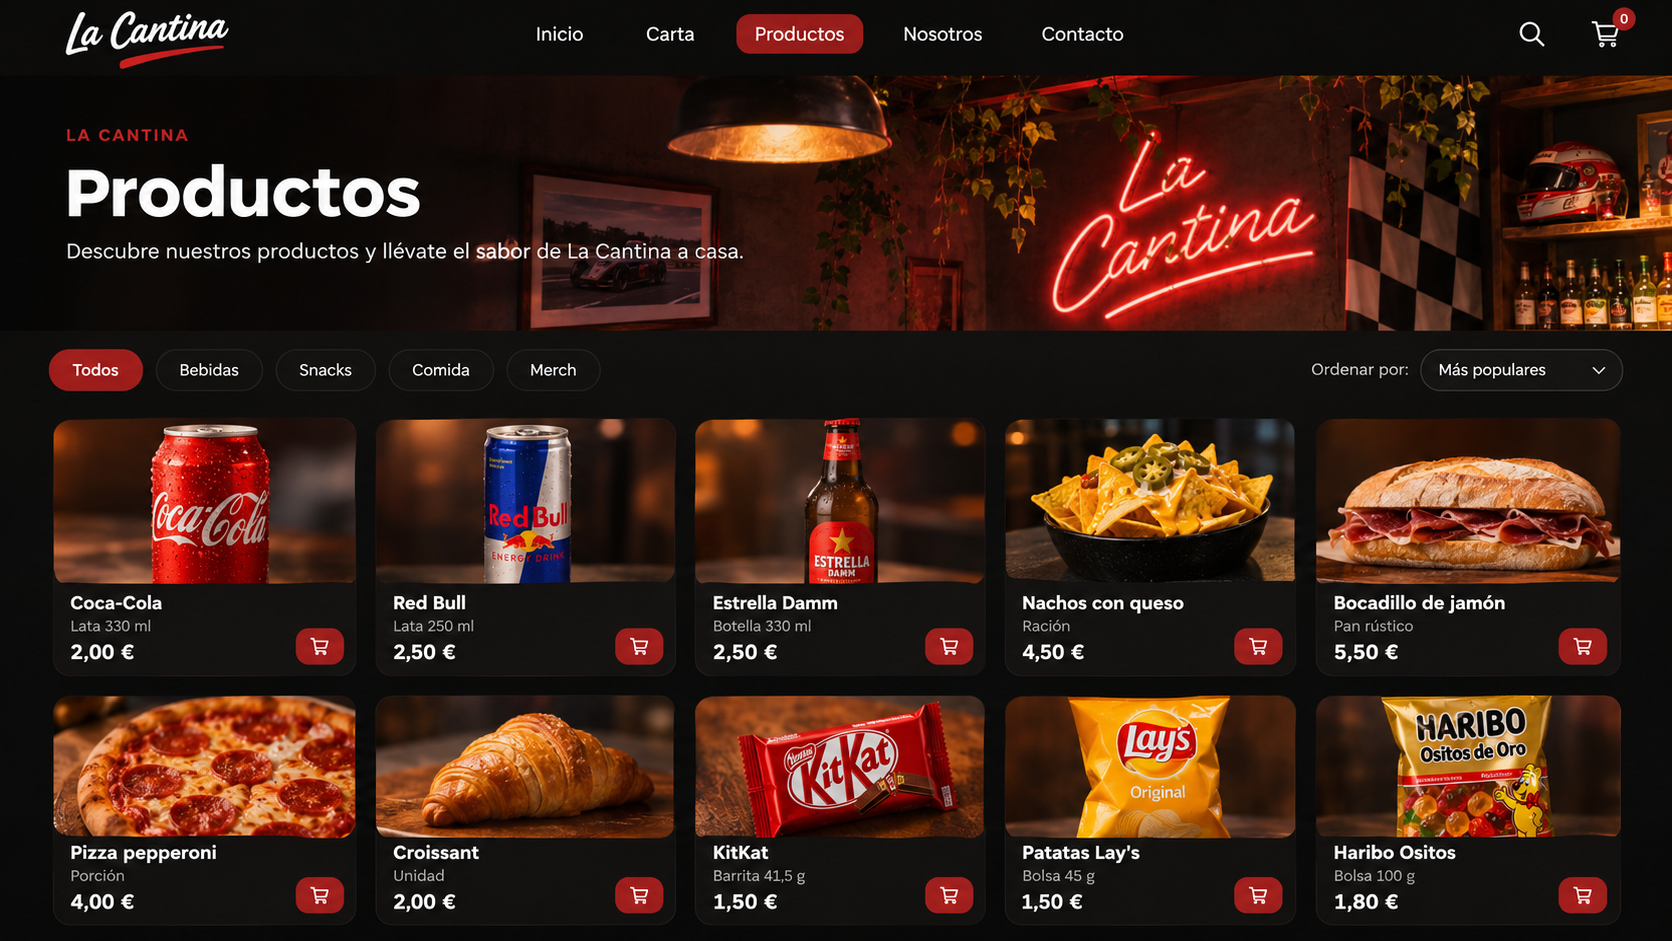 La Cantina
Inicio
Carta
Productos
Nosotros
Contacto
0
LA CANTINA
Productos
Descubre nuestros productos y llévate el sabor de La Cantina a casa.
La
Cantina
Todos
Bebidas
Snacks
Comida
Merch
Ordenar por:
Más populares
Coca-Cola
Red Bull
ENERGY DRINK
ESTRELLA
DAMM
Coca-Cola
Lata 330 ml
2,00 €
Red Bull
Lata 250 ml
2,50 €
Estrella Damm
Botella 330 ml
2,50 €
Nachos con queso
Ración
4,50 €
Bocadillo de jamón
Pan rústico
5,50 €
Nestlé
KitKat
Lay's
Original
HARIBO
Ositos de Oro
Pizza pepperoni
Porción
4,00 €
Croissant
Unidad
2,00 €
KitKat
Barrita 41,5 g
1,50 €
Patatas Lay's
Bolsa 45 g
1,50 €
Haribo Ositos
Bolsa 100 g
1,80 €